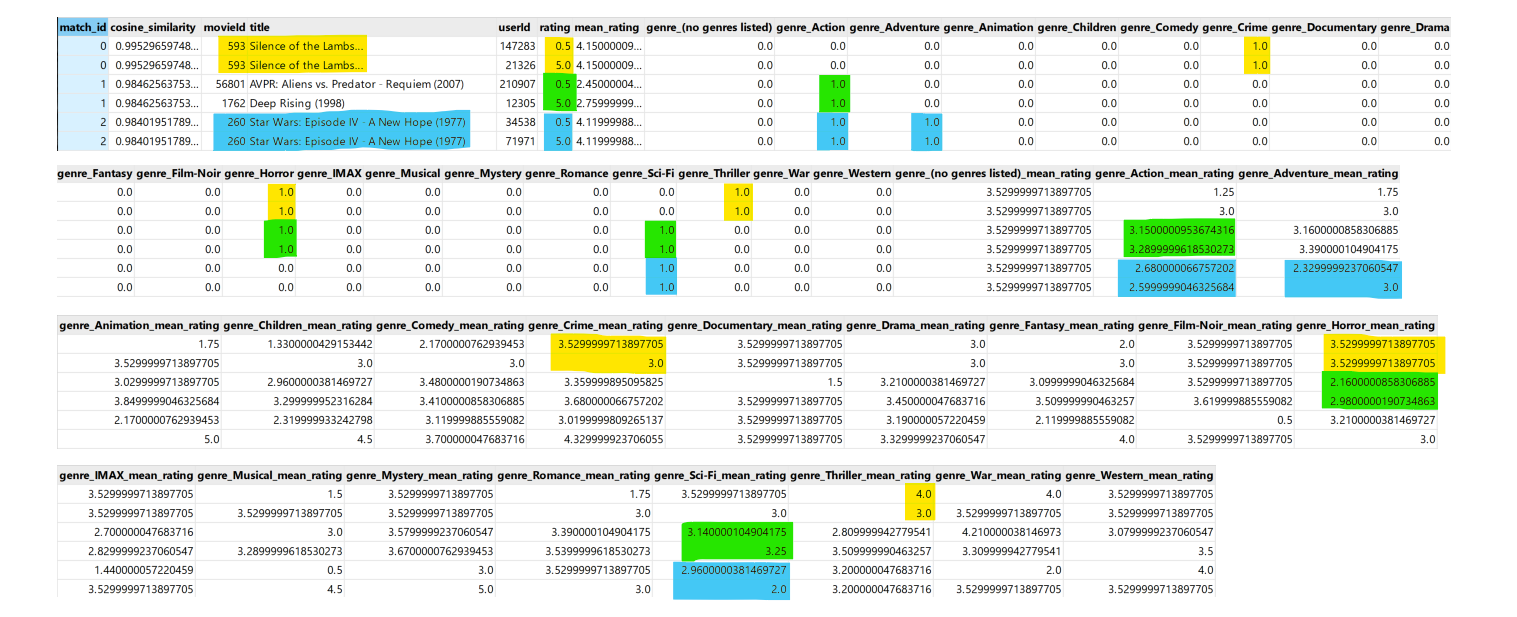 match_id cosine_similarity movieId title userId rating mean_rating genre_(no genres listed) genre_Action genre_Adventure genre_Animation genre_Children genre_Comedy genre_Crime genre_Documentary genre_Drama
0 0.99529659748... 593 Silence of the Lambs... 147283 0.5 4.15000009... 0.0 0.0 0.0 0.0 0.0 0.0 1.0 0.0 0.0
0 0.99529659748... 593 Silence of the Lambs... 21326 5.0 4.15000009... 0.0 0.0 0.0 0.0 0.0 0.0 1.0 0.0 0.0
1 0.98462563753... 56801 AVPR: Aliens vs. Predator - Requiem (2007) 210907 0.5 2.45000004... 0.0 1.0 0.0 0.0 0.0 0.0 0.0 0.0 0.0
1 0.98462563753... 1762 Deep Rising (1998) 12305 5.0 2.75999999... 0.0 1.0 0.0 0.0 0.0 0.0 0.0 0.0 0.0
2 0.98401951789... 260 Star Wars: Episode IV - A New Hope (1977) 34538 0.5 4.11999988... 0.0 1.0 1.0 0.0 0.0 0.0 0.0 0.0 0.0
2 0.98401951789... 260 Star Wars: Episode IV - A New Hope (1977) 71971 5.0 4.11999988... 0.0 1.0 1.0 0.0 0.0 0.0 0.0 0.0 0.0
genre_Fantasy genre_Film-Noir genre_Horror genre_IMAX genre_Musical genre_Mystery genre_Romance genre_Sci-Fi genre_Thriller genre_War genre_Western genre_(no genres listed)_mean_rating genre_Action_mean_rating genre_Adventure_mean_rating
0.0 0.0 1.0 0.0 0.0 0.0 0.0 0.0 1.0 0.0 0.0 3.5299999713897705 1.25 1.75
0.0 0.0 1.0 0.0 0.0 0.0 0.0 0.0 1.0 0.0 0.0 3.5299999713897705 3.0 3.0
0.0 0.0 1.0 0.0 0.0 0.0 0.0 1.0 0.0 0.0 0.0 3.5299999713897705 3.1500000953674316 3.1600000858306885
0.0 0.0 1.0 0.0 0.0 0.0 0.0 1.0 0.0 0.0 0.0 3.5299999713897705 3.2899999618530273 3.390000104904175
0.0 0.0 0.0 0.0 0.0 0.0 0.0 1.0 0.0 0.0 0.0 3.5299999713897705 2.680000066757202 2.3299999237060547
0.0 0.0 0.0 0.0 0.0 0.0 0.0 1.0 0.0 0.0 0.0 3.5299999713897705 2.5999999046325684 3.0
genre_Animation_mean_rating genre_Children_mean_rating genre_Comedy_mean_rating genre_Crime_mean_rating genre_Documentary_mean_rating genre_Drama_mean_rating genre_Fantasy_mean_rating genre_Film-Noir_mean_rating genre_Horror_mean_rating
1.75 1.3300000429153442 2.1700000762939453 3.5299999713897705 3.5299999713897705 3.0 2.0 3.5299999713897705 3.5299999713897705
3.5299999713897705 3.0 3.0 3.0 3.5299999713897705 3.0 3.0 3.5299999713897705 3.5299999713897705
3.0299999713897705 2.9600000381469727 3.4800000190734863 3.359999895095825 1.5 3.2100000381469727 3.0999999046325684 3.5299999713897705 2.1600000858306885
3.8499999046325684 3.299999952316284 3.4100000858306885 3.680000066757202 3.5299999713897705 3.450000047683716 3.509999990463257 3.619999885559082 2.9800000190734863
2.1700000762939453 2.319999933242798 3.119999885559082 3.0199999809265137 3.5299999713897705 3.190000057220459 2.119999885559082 0.5 3.2100000381469727
5.0 4.5 3.700000047683716 4.329999923706055 3.5299999713897705 3.3299999237060547 4.0 3.5299999713897705 3.0
genre_IMAX_mean_rating genre_Musical_mean_rating genre_Mystery_mean_rating genre_Romance_mean_rating genre_Sci-Fi_mean_rating genre_Thriller_mean_rating genre_War_mean_rating genre_Western_mean_rating
3.5299999713897705 1.5 3.5299999713897705 1.75 3.5299999713897705 4.0 4.0 3.5299999713897705
3.5299999713897705 3.5299999713897705 3.5299999713897705 3.0 3.0 3.0 3.5299999713897705 3.5299999713897705
2.700000047683716 3.0 3.5799999237060547 3.390000104904175 3.140000104904175 2.809999942779541 4.210000038146973 3.0799999237060547
2.8299999237060547 3.2899999618530273 3.6700000762939453 3.5399999618530273 3.25 3.509999990463257 3.309999942779541 3.5
1.440000057220459 0.5 3.0 3.5299999713897705 2.9600000381469727 3.200000047683716 2.0 4.0
3.5299999713897705 4.5 5.0 3.0 2.0 3.200000047683716 3.5299999713897705 3.5299999713897705